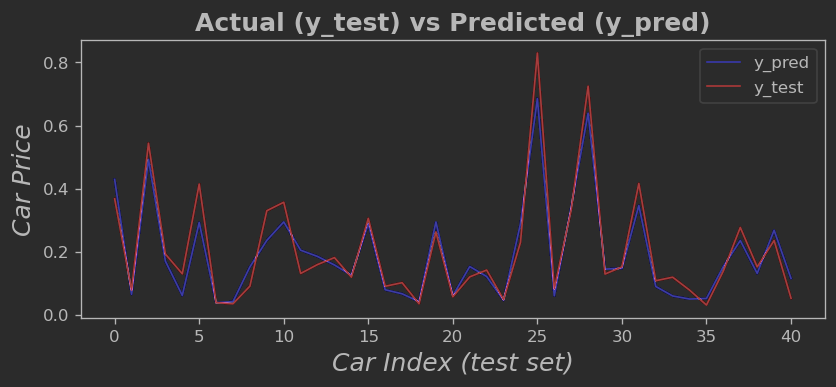 Actual (y_test) vs Predicted (y_pred)
y_pred
y_test
Car Price
0.8
0.6
0.4
0.2
0.0
0 5 10 15 20 25 30 35 40
Car Index (test set)